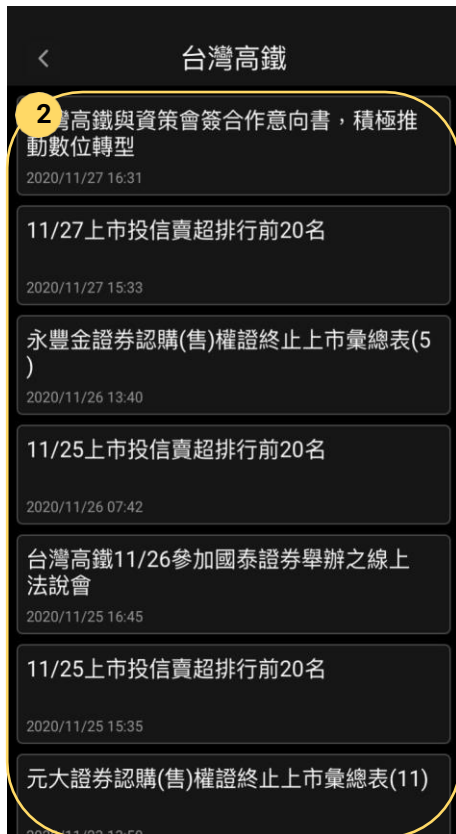 台灣高鐵
2
灣高鐵與資策會簽合作意向書，積極推
動數位轉型
2020/11/27 16:31
11/27上市投信賣超排行前20名
2020/11/27 15:33
永豐金證券認購(售)權證終止上市彙總表(5
)
2020/11/26 13:40
11/25上市投信賣超排行前20名
2020/11/26 07:42
台灣高鐵11/26參加國泰證券舉辦之線上
法說會
2020/11/25 16:45
11/25上市投信賣超排行前20名
2020/11/25 15:35
元大證券認購(售)權證終止上市彙總表(11)